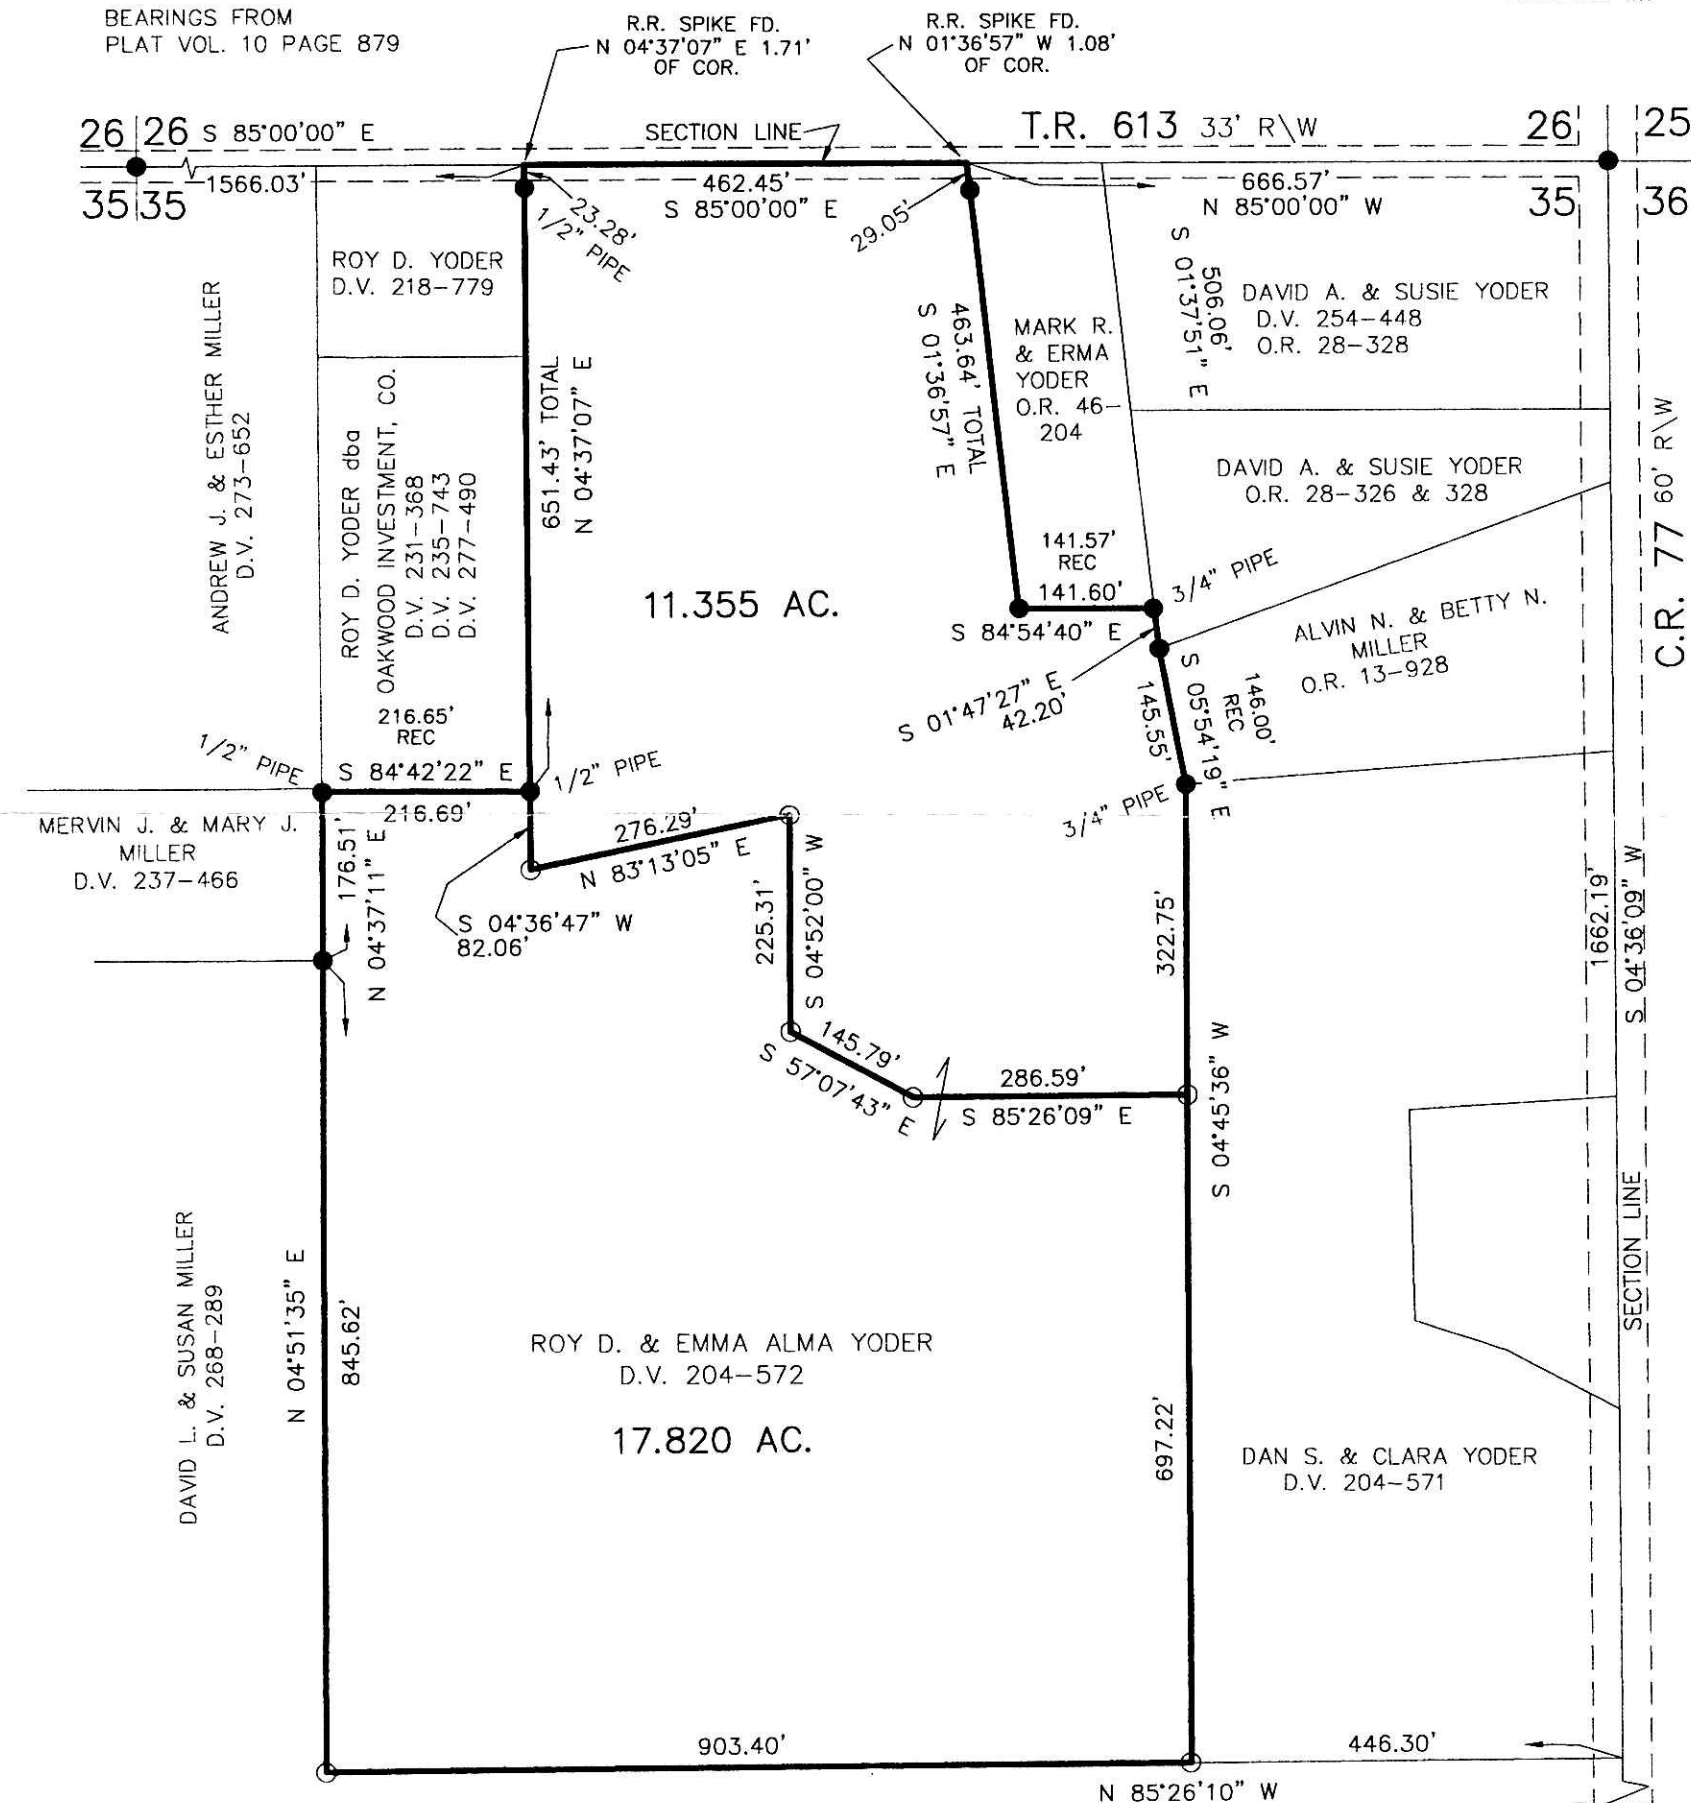 BEARINGS FROM
PLAT VOL. 10 PAGE 879
R.R. SPIKE FD.
N 04°37'07" E 1.71'
OF COR.
R.R. SPIKE FD.
N 01°36'57" W 1.08'
OF COR.
26 26 S 85°00'00" E
SECTION LINE
T.R. 613 33' R\W
26 25
35 35
1566.03'
462.45'
S 85°00'00" E
666.57'
N 85°00'00" W
35 36
23.28'
1/2" PIPE
29.05'
ROY D. YODER
D.V. 218-779
ANDREW J. & ESTHER MILLER
D.V. 273-652
ROY D. YODER dba
OAKWOOD INVESTMENT, CO.
D.V. 231-368
D.V. 235-743
D.V. 277-490
651.43' TOTAL
N 04°37'07" E
463.64' TOTAL
S 01°36'57" E
MARK R.
& ERMA
YODER
O.R. 46-
204
506.06'
S 01°37'51" E
DAVID A. & SUSIE YODER
D.V. 254-448
O.R. 28-328
DAVID A. & SUSIE YODER
O.R. 28-326 & 328
C.R. 77 60' R\W
11.355 AC.
141.57'
REC
141.60'
S 84°54'40" E
3/4" PIPE
ALVIN N. & BETTY N.
MILLER
O.R. 13-928
S 01°47'27" E
42.20'
145.55'
S 05°54'19" E
146.00'
REC
3/4" PIPE
216.65'
REC
1/2" PIPE
S 84°42'22" E
216.69'
1/2" PIPE
MERVIN J. & MARY J.
MILLER
D.V. 237-466
176.51'
N 04°37'11" E
S 04°36'47" W
82.06'
276.29'
N 83°13'05" E
225.31'
S 04°52'00" W
145.79'
S 57°07'43" E
286.59'
S 85°26'09" E
322.75'
S 04°45'36" W
1662.19'
S 04°36'09" W
SECTION LINE
DAVID L. & SUSAN MILLER
D.V. 268-289
N 04°51'35" E
845.62'
ROY D. & EMMA ALMA YODER
D.V. 204-572
17.820 AC.
697.22'
DAN S. & CLARA YODER
D.V. 204-571
903.40'
446.30'
N 85°26'10" W